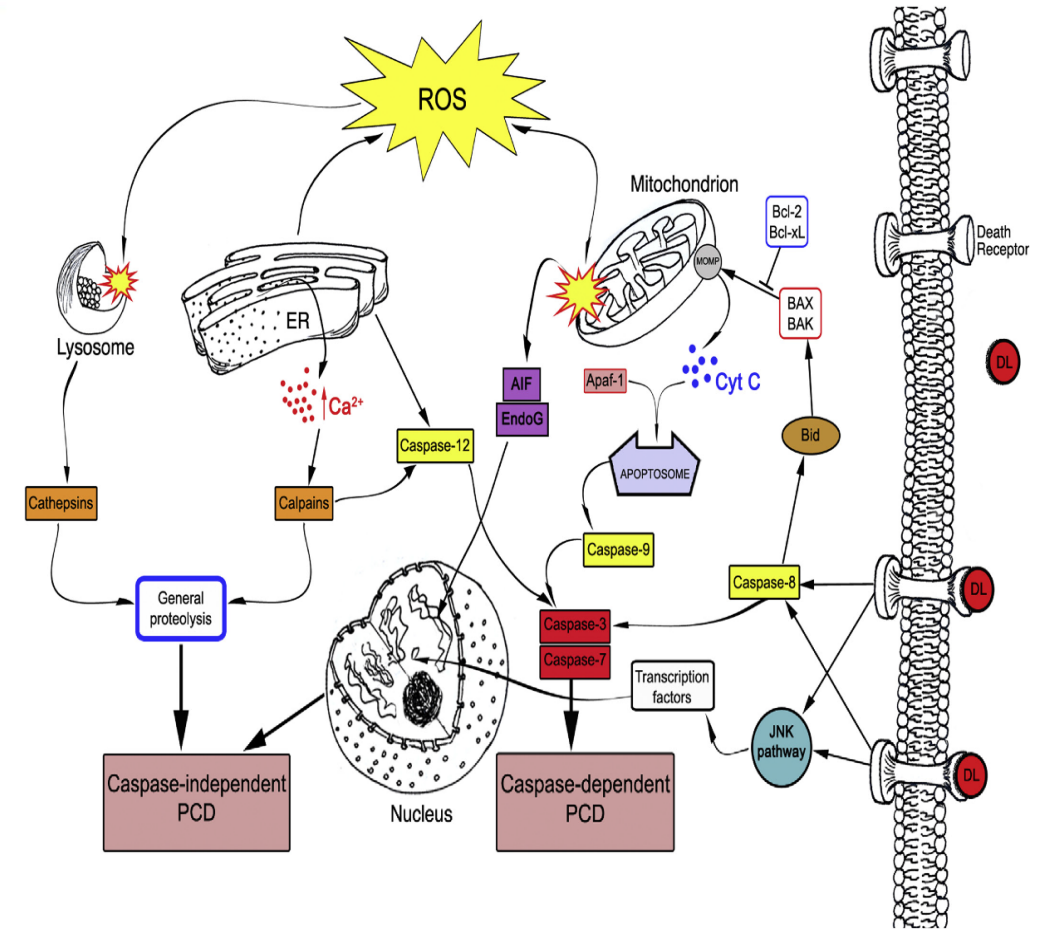 ROS
Mitochondrion
Bcl-2
Bcl-xL
Death
Receptor
MOMP
BAX
BAK
ER
Lysosome
DL
AIF
EndoG
Apaf-1
Cyt C
Ca²⁺
Caspase-12
Bid
APOPTOSOME
Cathepsins
Calpains
Caspase-9
Caspase-8
DL
General
proteolysis
Caspase-3
Caspase-7
Transcription
factors
JNK
pathway
DL
Caspase-independent
PCD
Nucleus
Caspase-dependent
PCD